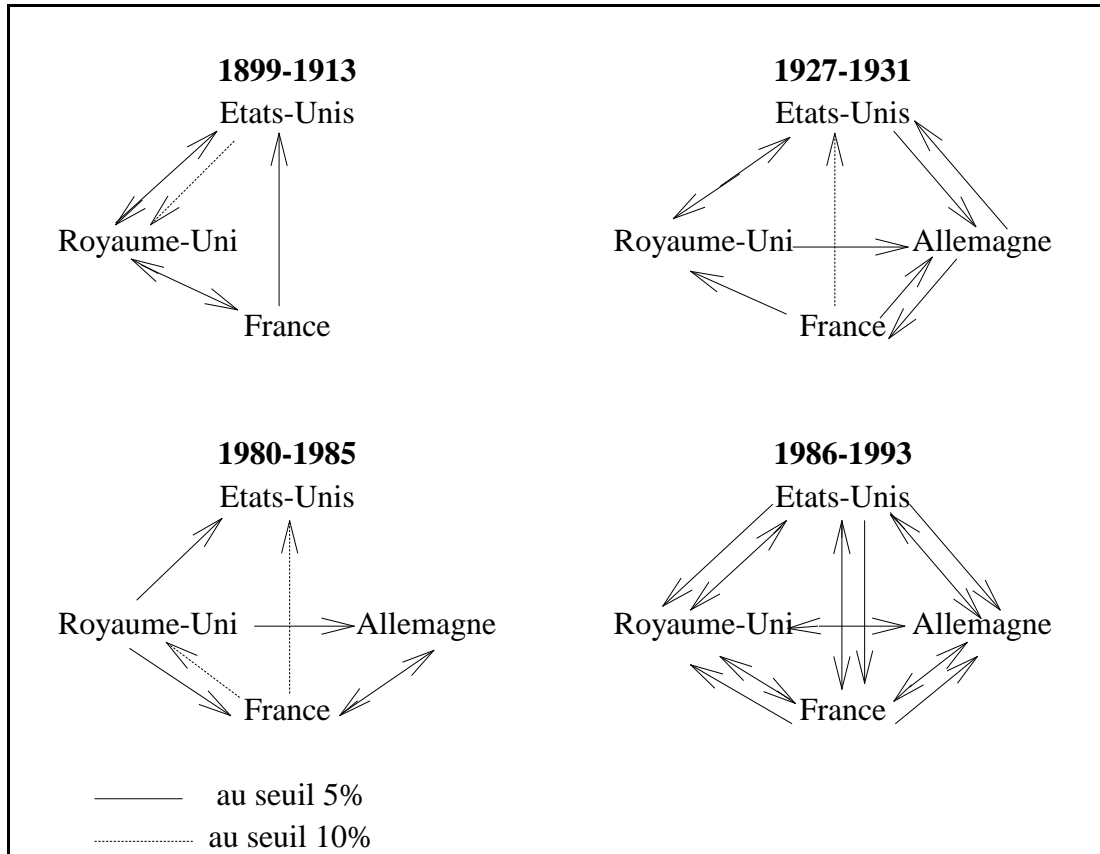 1899-1913
Etats-Unis
Royaume-Uni
France
1927-1931
Etats-Unis
Royaume-Uni
Allemagne
France
1980-1985
Etats-Unis
Royaume-Uni
Allemagne
France
1986-1993
Etats-Unis
Royaume-Uni
Allemagne
France
au seuil 5%
au seuil 10%